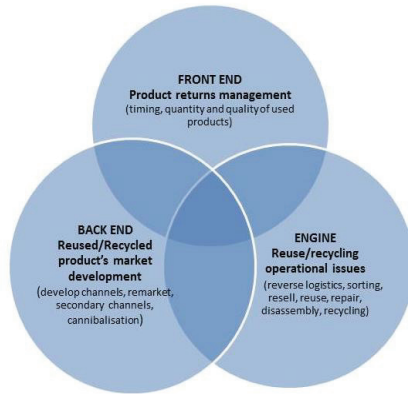 FRONT END
Product returns management
(timing, quantity and quality of used
products)
BACK END
Reused/Recycled
product's market
development
(develop channels, remarket,
secondary channels,
cannibalisation)
ENGINE
Reuse/recycling
operational issues
(reverse logistics, sorting,
resell, reuse, repair,
disassembly, recycling)